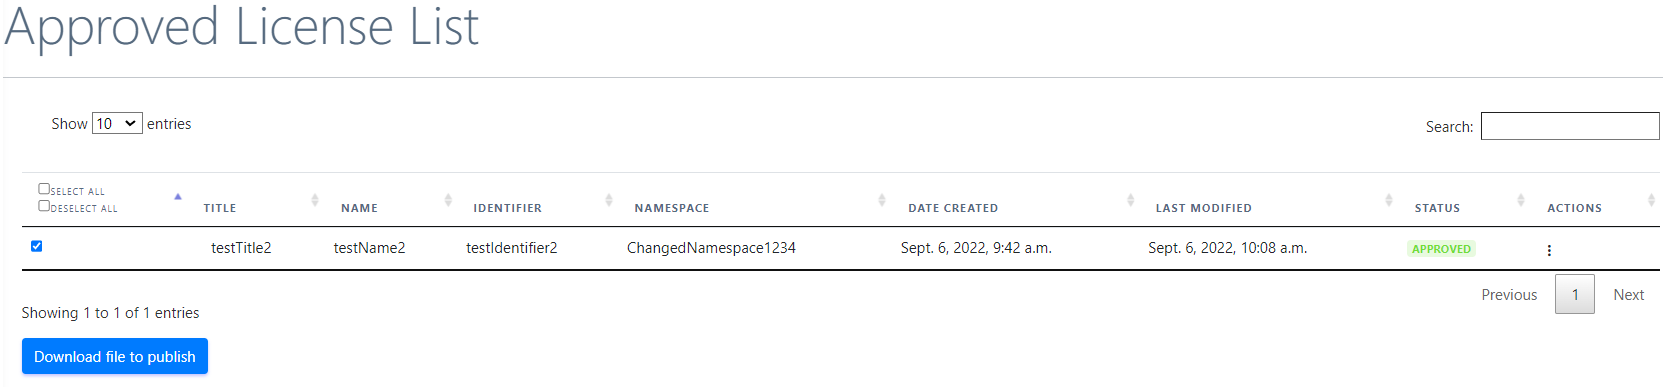 Approved License List
Show 10 entries
Search:
SELECT ALL
DESELECT ALL
TITLE NAME IDENTIFIER NAMESPACE DATE CREATED LAST MODIFIED STATUS ACTIONS
testTitle2 testName2 testIdentifier2 ChangedNamespace1234 Sept. 6, 2022, 9:42 a.m. Sept. 6, 2022, 10:08 a.m. APPROVED
Previous 1 Next
Showing 1 to 1 of 1 entries
Download file to publish